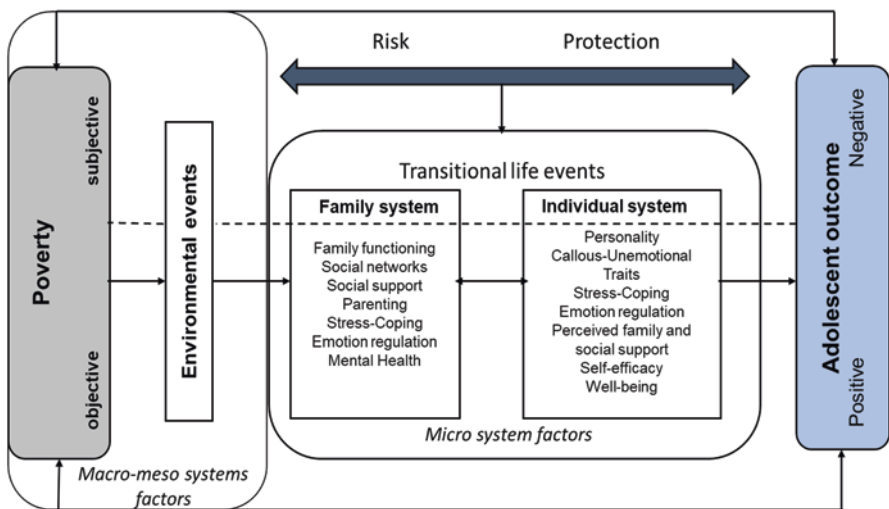 Risk
Protection
subjective
Poverty
objective
Environmental events
Macro-meso systems
factors
Transitional life events
Family system
Family functioning
Social networks
Social support
Parenting
Stress-Coping
Emotion regulation
Mental Health
Individual system
Personality
Callous-Unemotional
Traits
Stress-Coping
Emotion regulation
Perceived family and
social support
Self-efficacy
Well-being
Micro system factors
Adolescent outcome
Negative
Positive